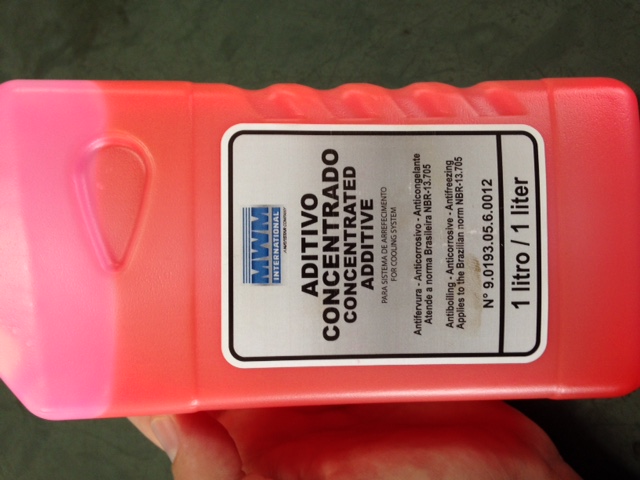 MWM
INTERNATIONAL
ADITIVO
CONCENTRADO
CONCENTRATED
ADDITIVE
PARA SISTEMA DE ARREFECIMENTO
FOR COOLING SYSTEM
Antifervura - Anticorrosivo - Anticongelante
Atende a norma Brasileira NBR-13.705
Antiboiling - Anticorrosive - Antifreezing
Applies to the Brazilian norm NBR-13.705
N° 9.0193.05.6.0012
1 litro / 1 liter